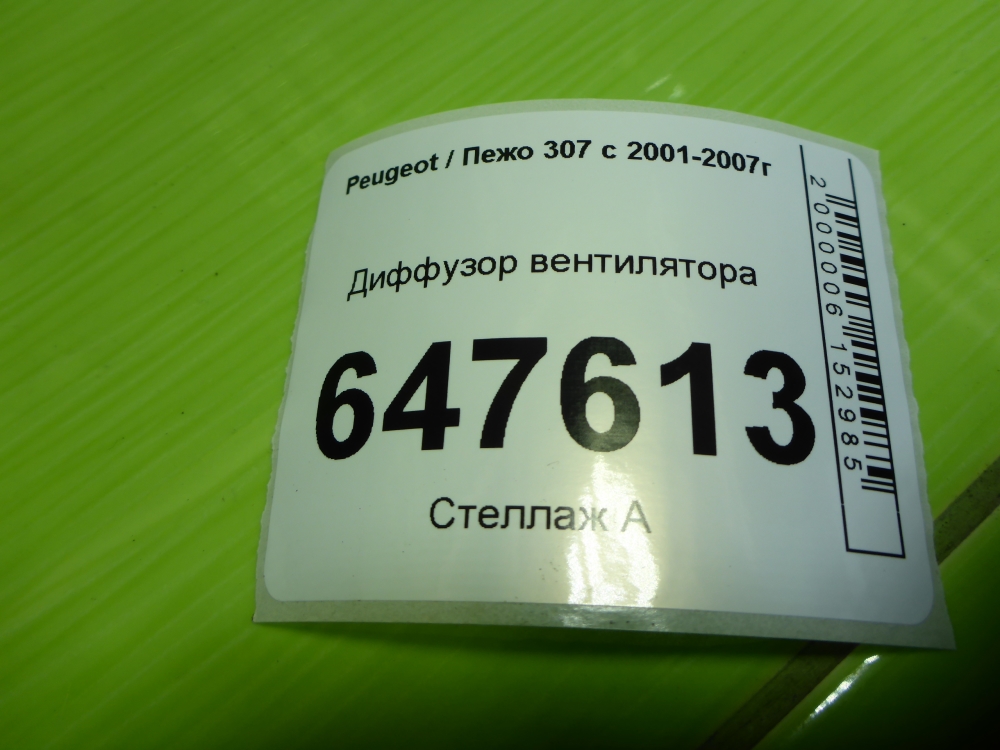 Peugeot / Пежо 307 с 2001-2007г
Диффузор вентилятора
647613
Стеллаж А
2000006152985